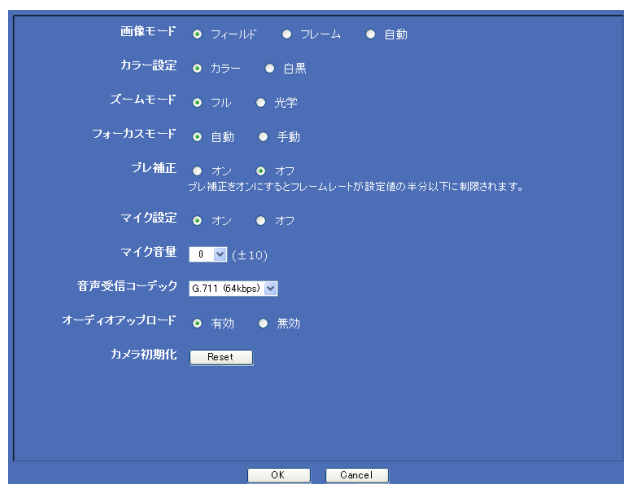 画像モード フィールド フレーム 自動
カラー設定 カラー 白黒
ズームモード フル 光学
フォーカスモード 自動 手動
ブレ補正 オン オフ
ブレ補正をオンにするとフレームレートが設定値の半分以下に制限されます。
マイク設定 オン オフ
マイク音量 0 (±10)
音声受信コーデック G.711 (64kbps)
オーディオアップロード 有効 無効
カメラ初期化 Reset
OK Cancel